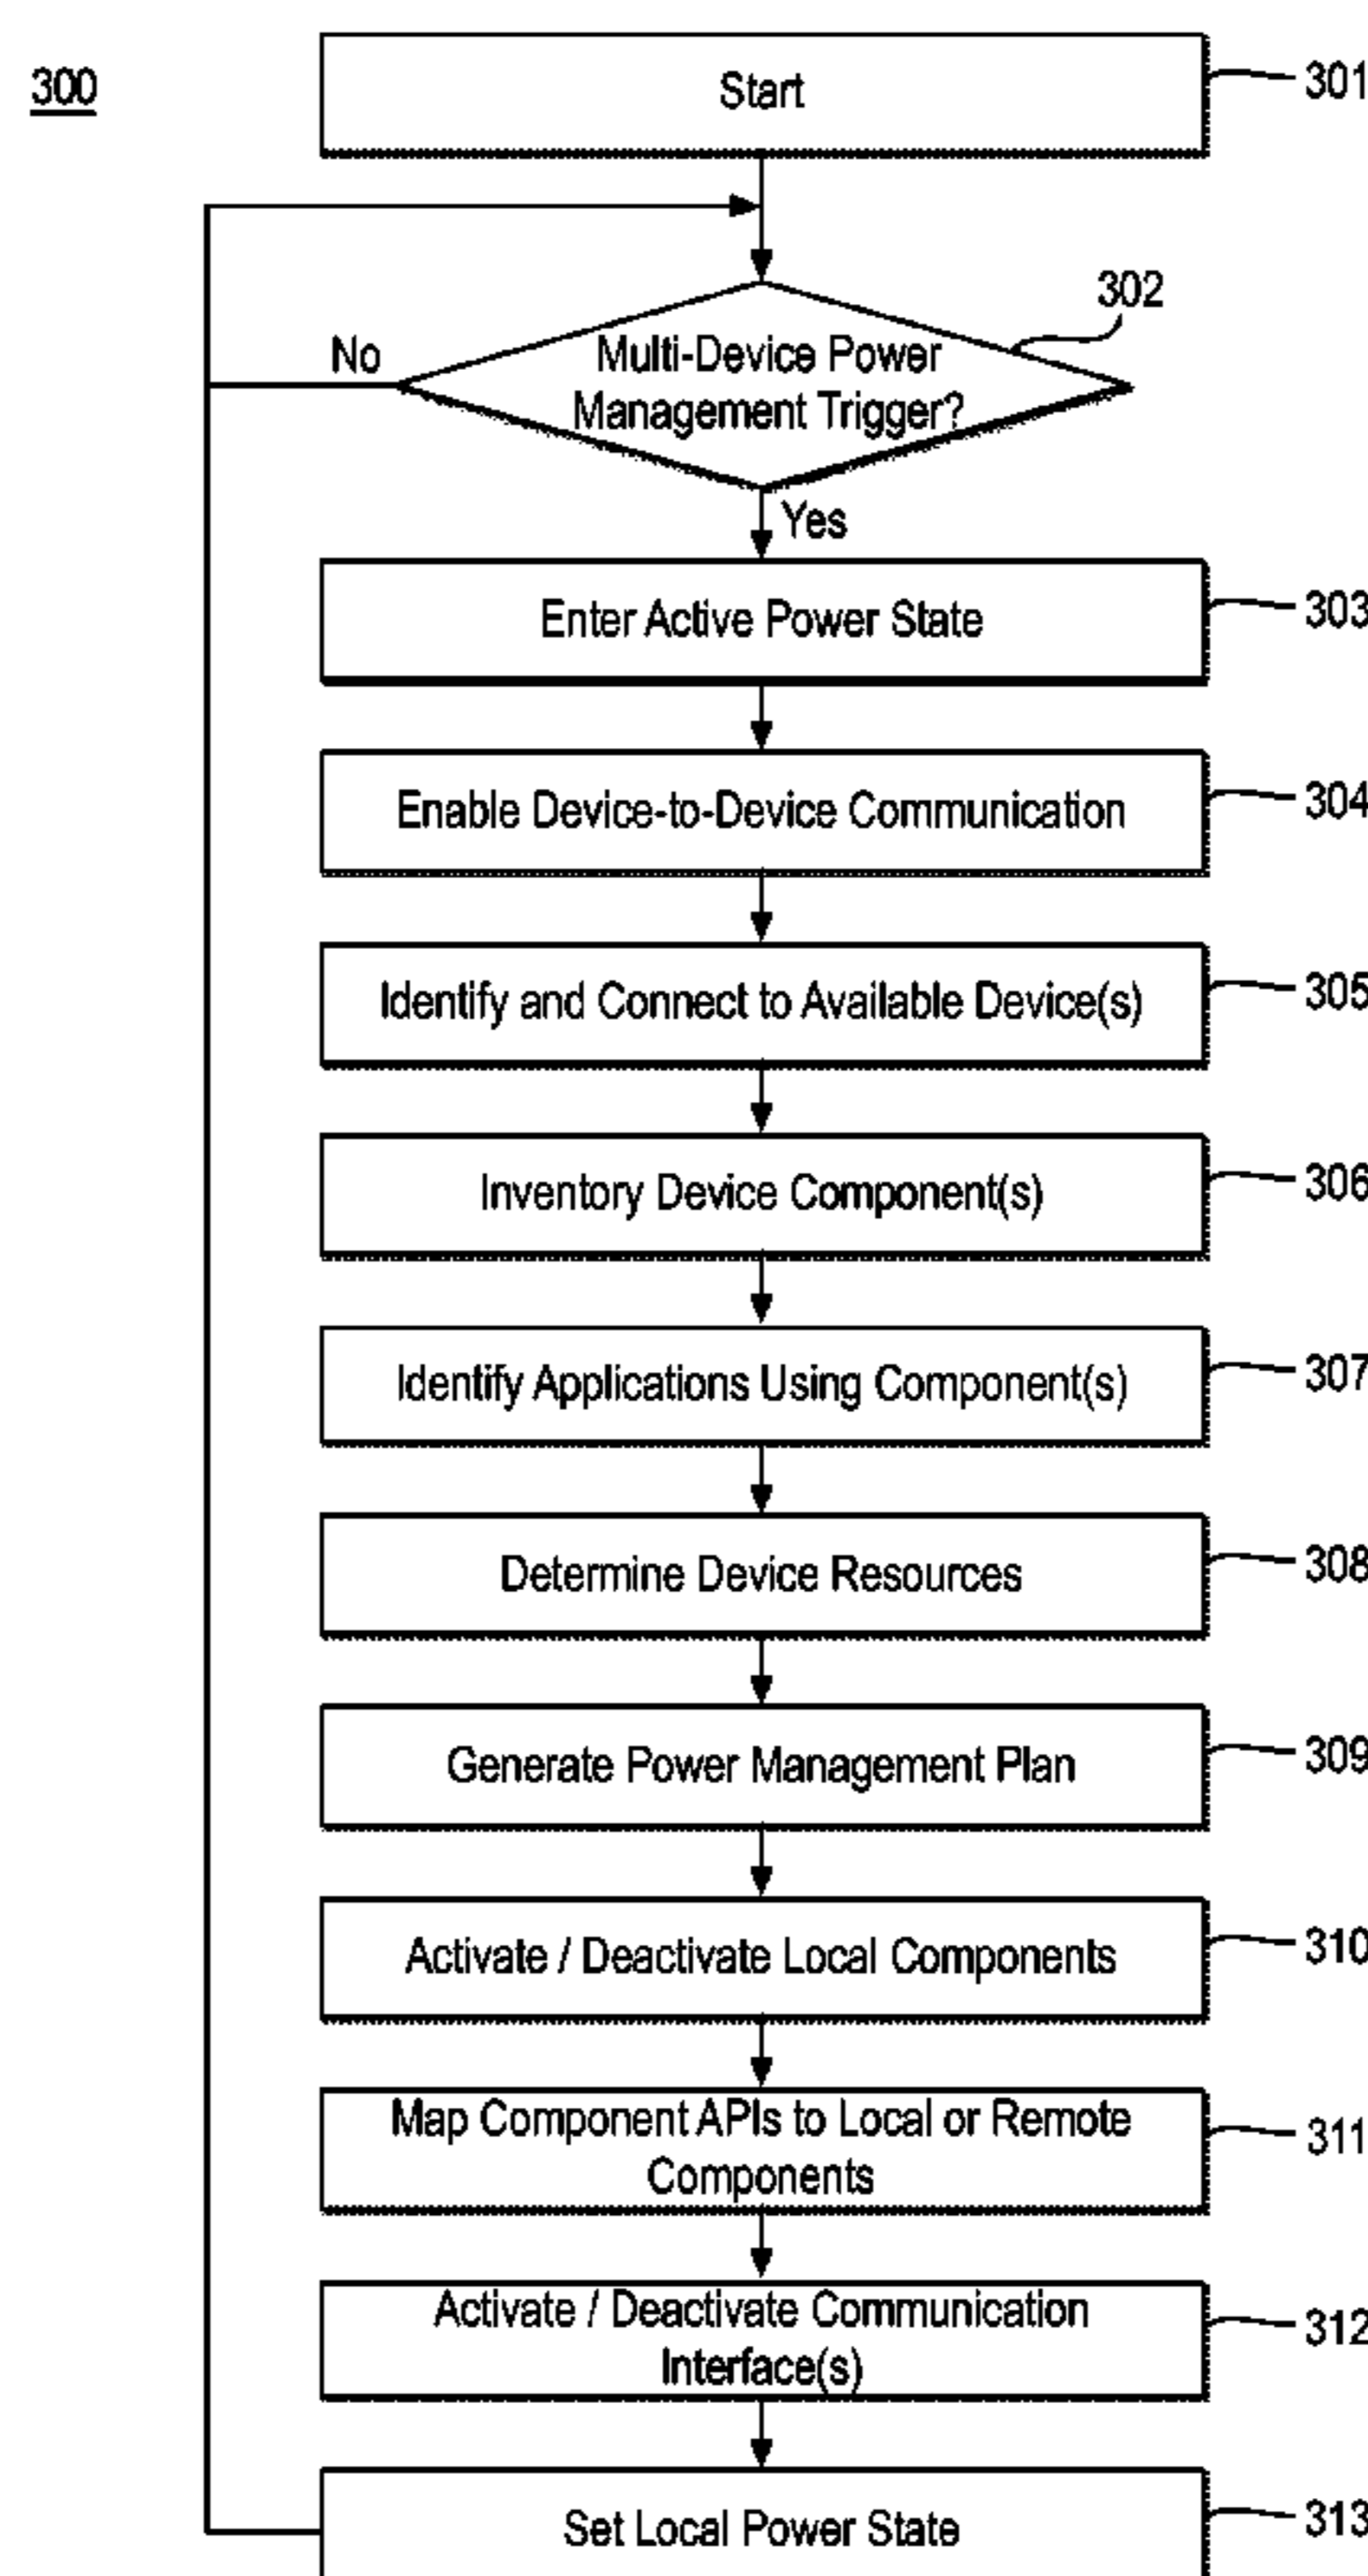 300
Start
301
302
No
Multi-Device Power
Management Trigger?
Yes
Enter Active Power State
303
Enable Device-to-Device Communication
304
Identify and Connect to Available Device(s)
305
Inventory Device Component(s)
306
Identify Applications Using Component(s)
307
Determine Device Resources
308
Generate Power Management Plan
309
Activate / Deactivate Local Components
310
Map Component APIs to Local or Remote
Components
311
Activate / Deactivate Communication
Interface(s)
312
Set Local Power State
313